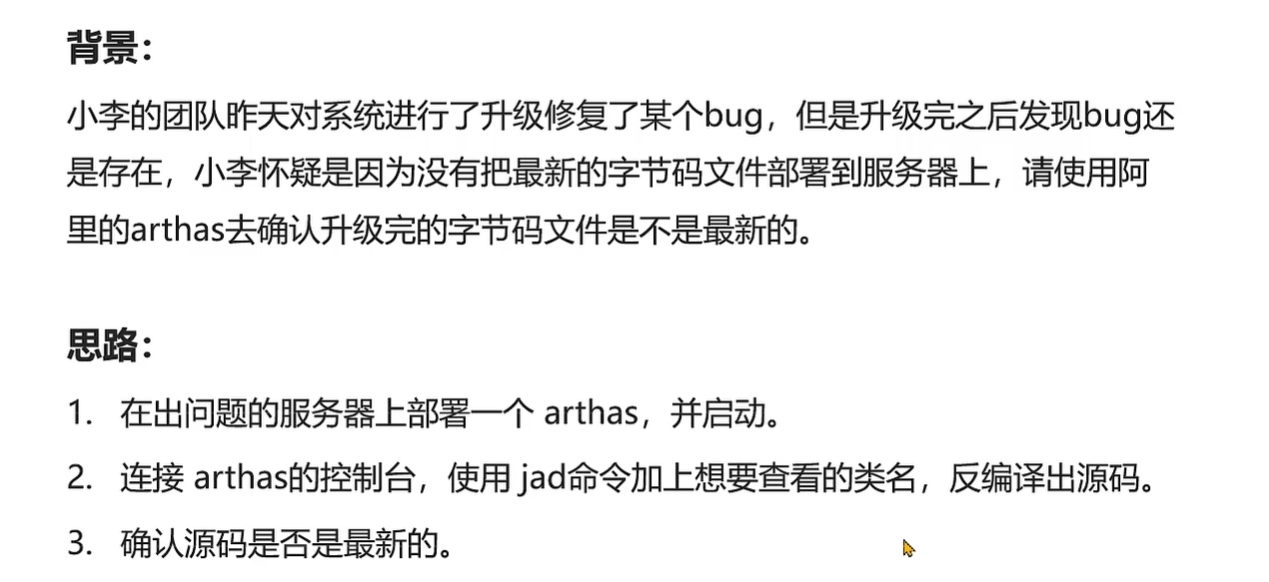 背景：
小李的团队昨天对系统进行了升级修复了某个bug，但是升级完之后发现bug还
是存在，小李怀疑是因为没有把最新的字节码文件部署到服务器上，请使用阿
里的arthas去确认升级完的字节码文件是不是最新的。
思路：
1. 在出问题的服务器上部署一个 arthas，并启动。
2. 连接 arthas的控制台，使用 jad命令加上想要查看的类名，反编译出源码。
3. 确认源码是否是最新的。